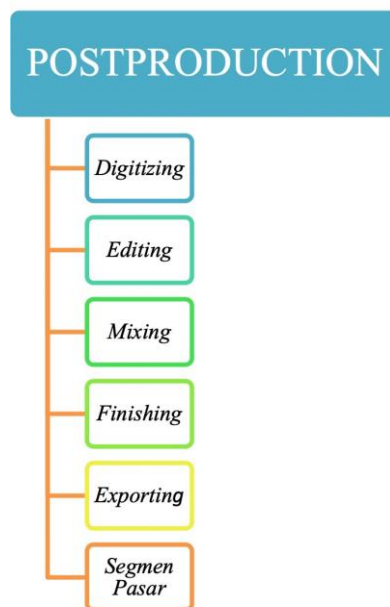 POSTPRODUCTION
Digitizing
Editing
Mixing
Finishing
Exporting
Segmen
Pasar